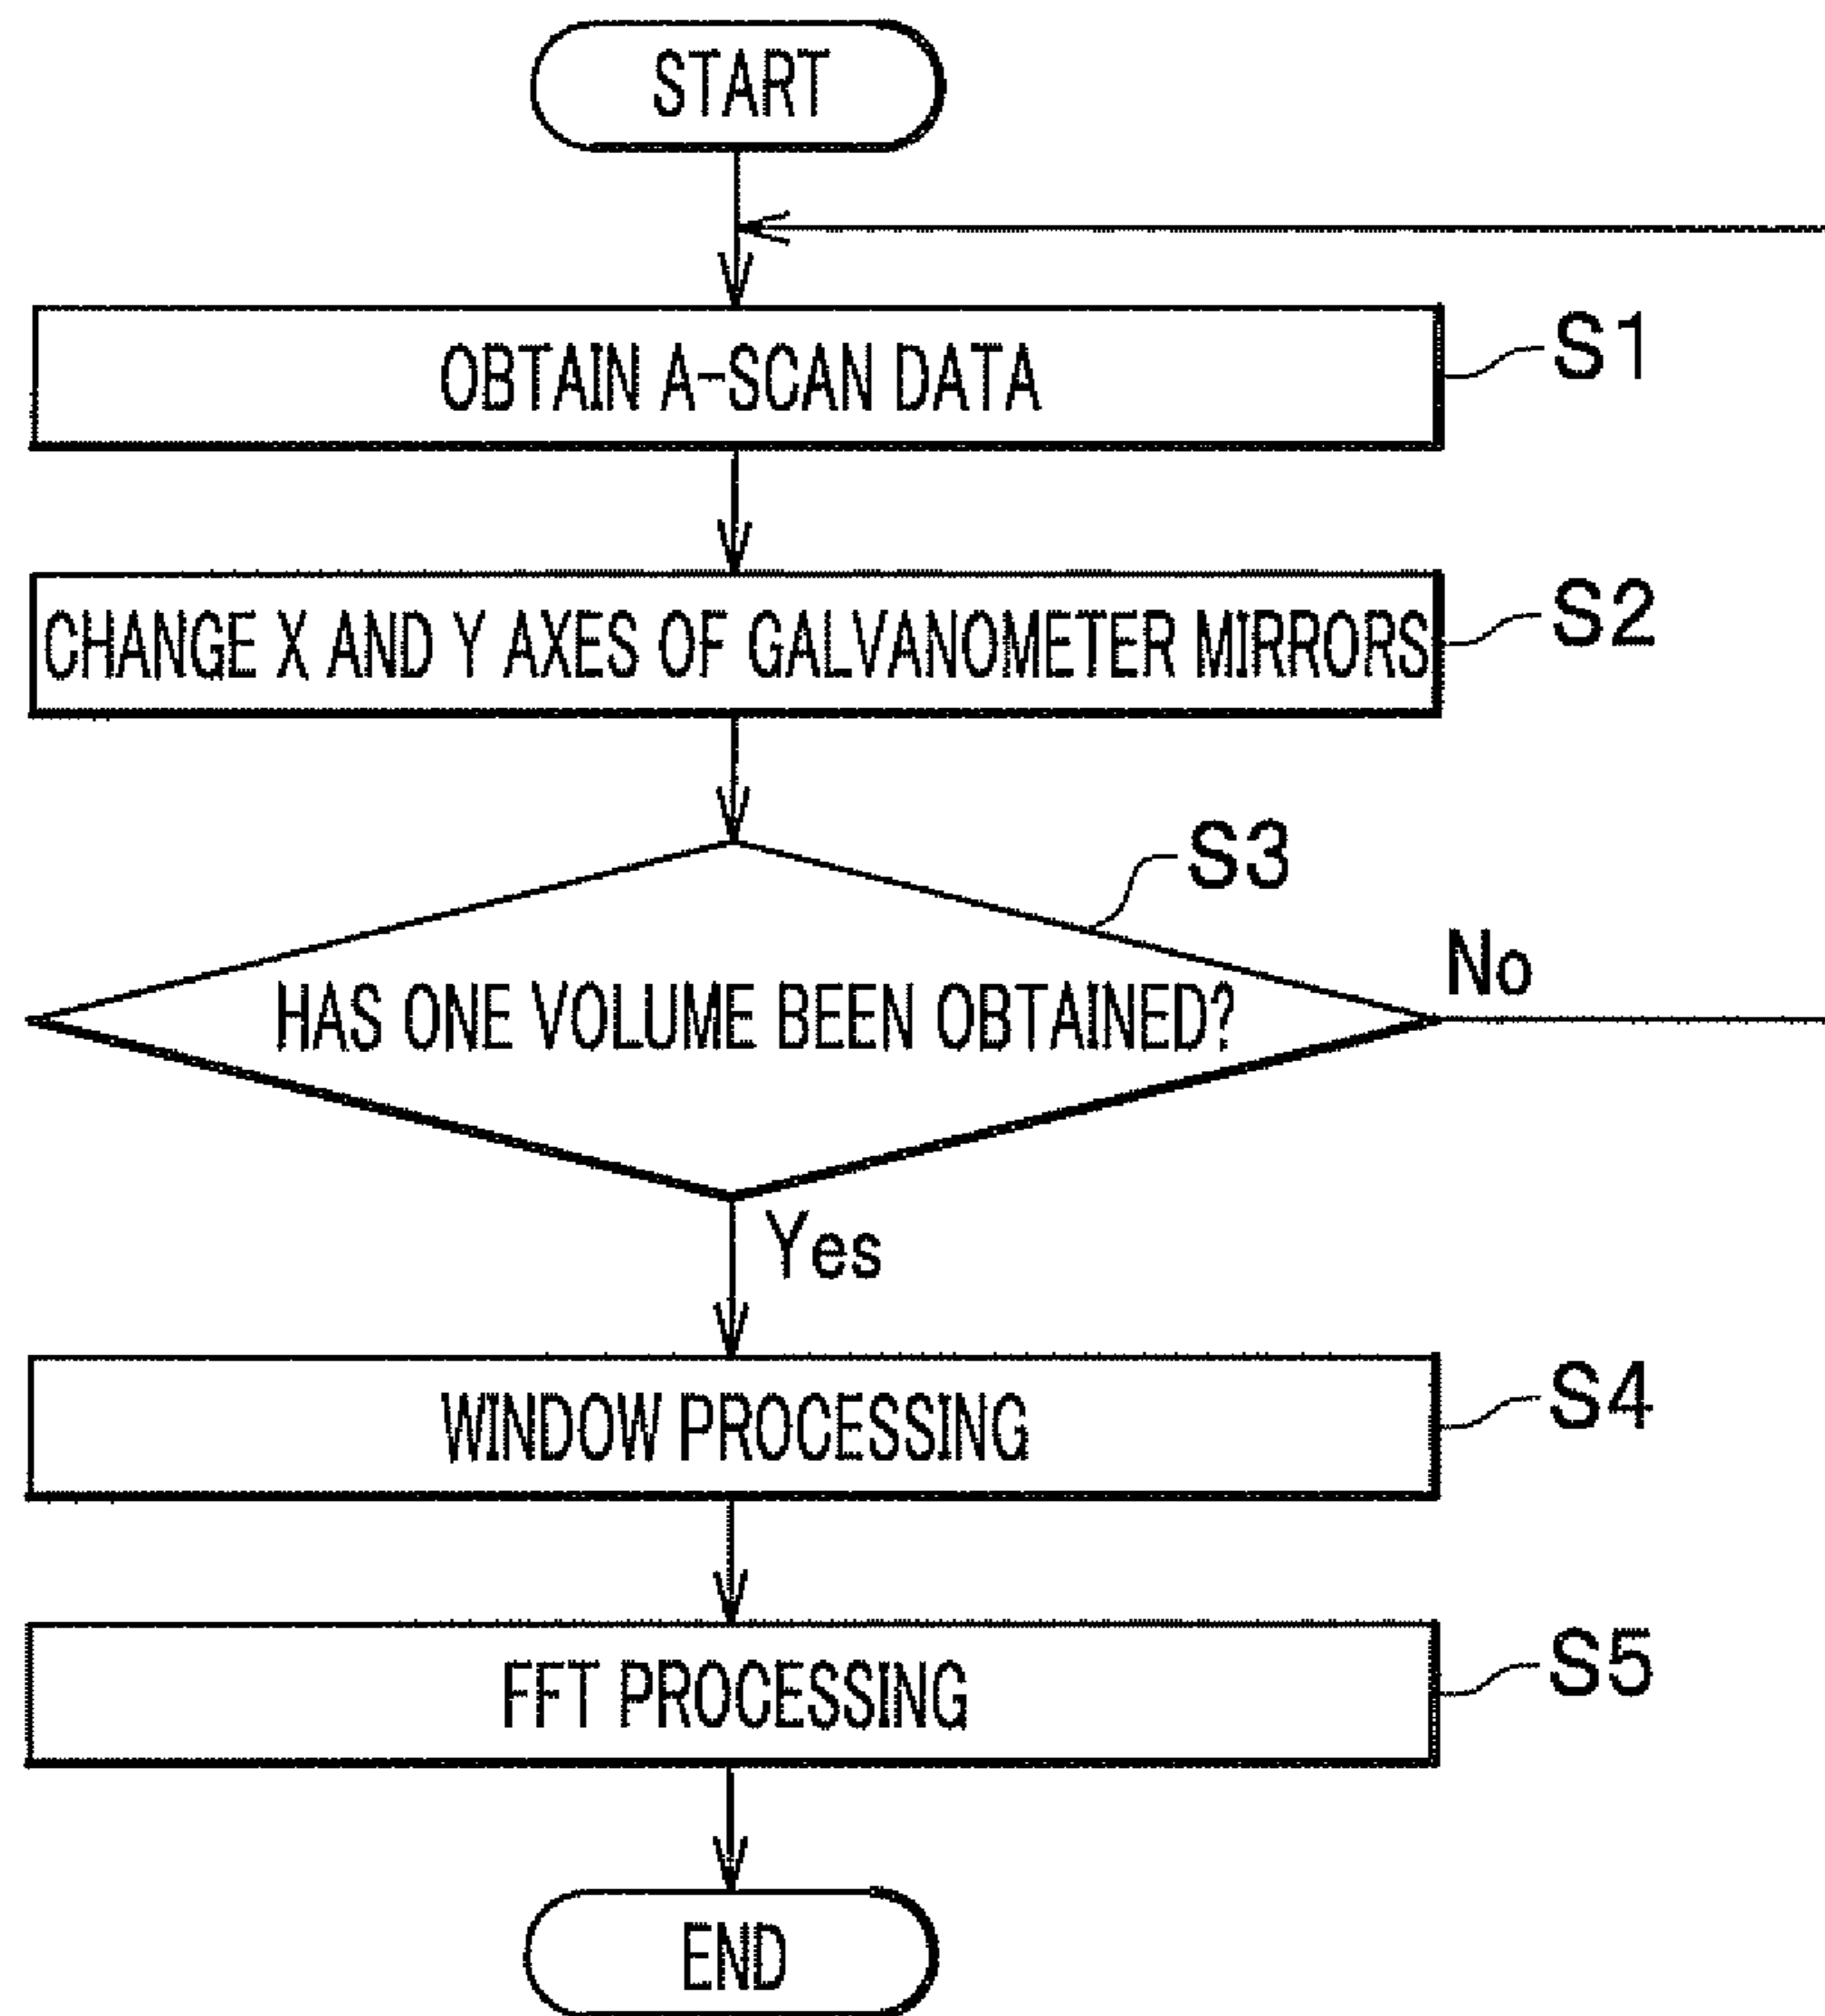 START
OBTAIN A-SCAN DATA
S1
CHANGE X AND Y AXES OF GALVANOMETER MIRRORS
S2
S3
HAS ONE VOLUME BEEN OBTAINED?
No
Yes
WINDOW PROCESSING
S4
FFT PROCESSING
S5
END